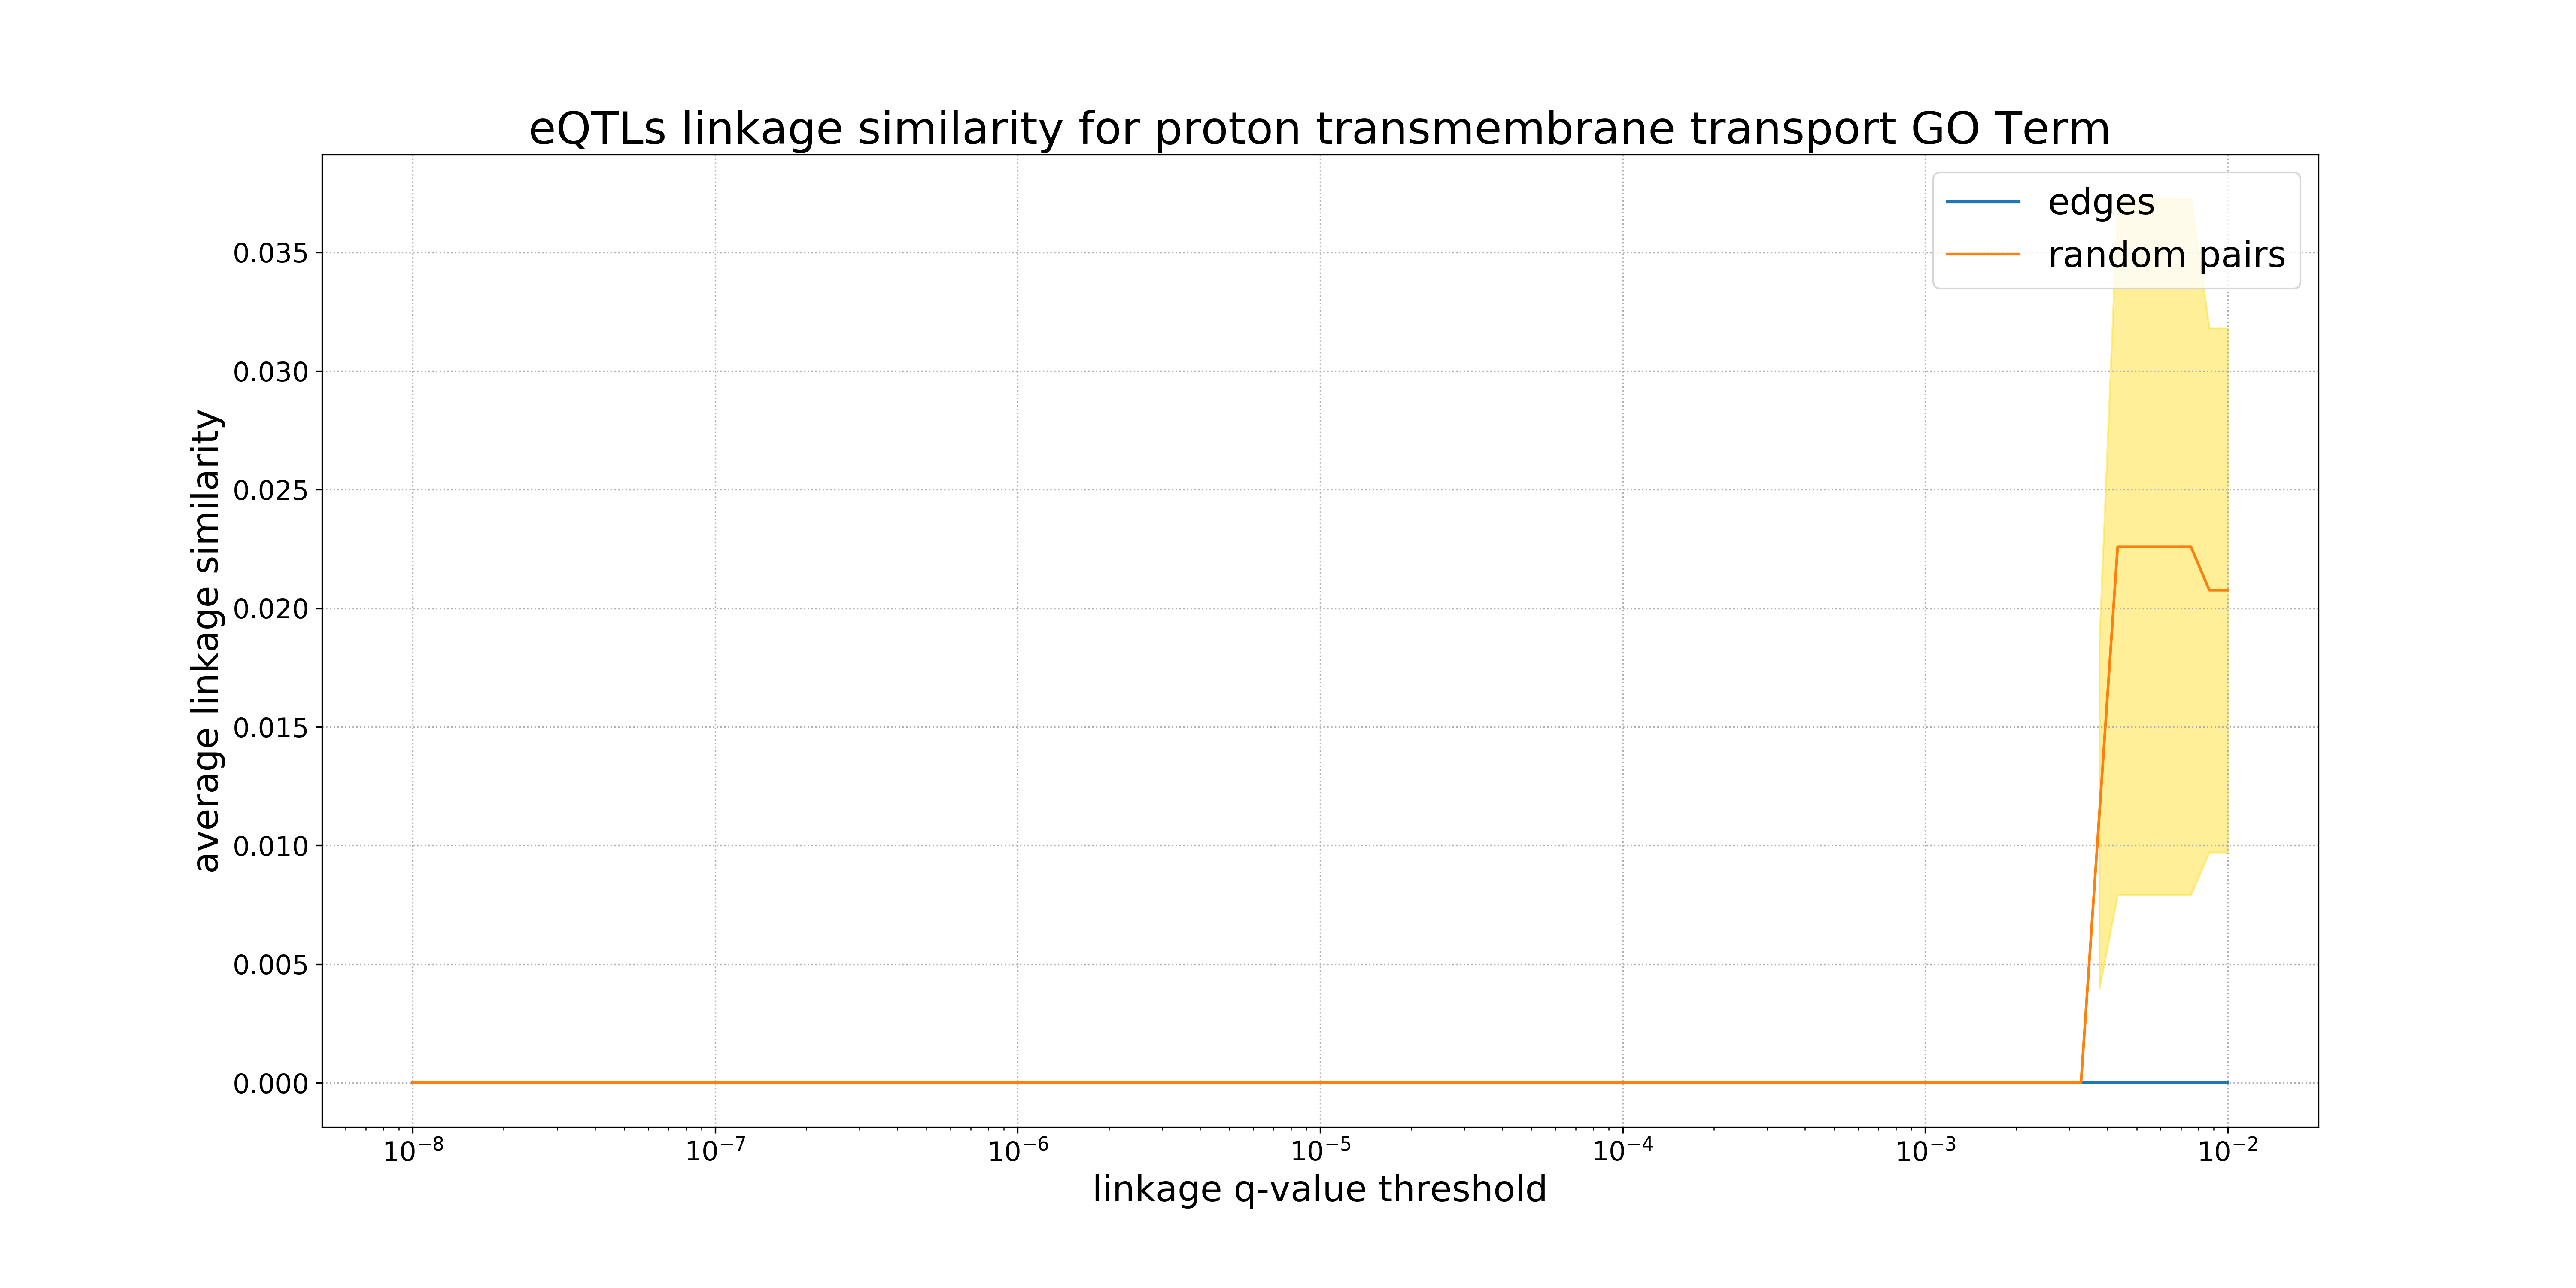 eQTLs linkage similarity for proton transmembrane transport GO Term
edges
random pairs
average linkage similarity
0.035
0.030
0.025
0.020
0.015
0.010
0.005
0.000
10⁻⁸ 10⁻⁷ 10⁻⁶ 10⁻⁵ 10⁻⁴ 10⁻³ 10⁻²
linkage q-value threshold